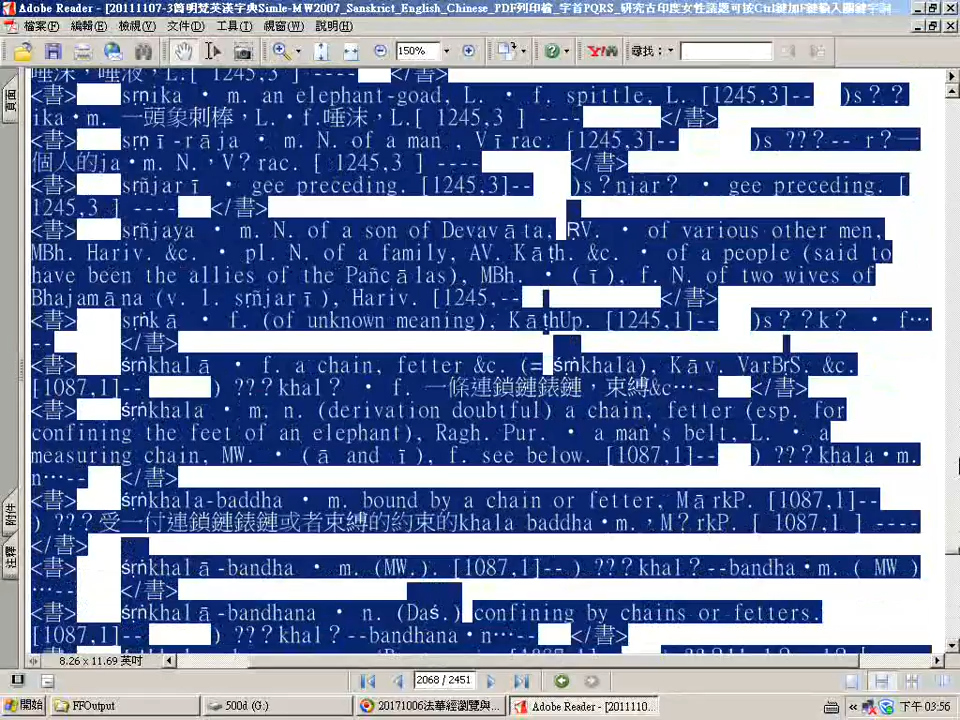 Adobe Reader - [20111107-3簡明梵英漢字典Simle-MW2007_Sanskrict_English_Chinese_PDF列印檔_字首PQRS_研究古印度女性話題可按Ctrl鍵加F鍵輸入關鍵字詞
檔案(F) 編輯(E) 檢視(V) 文件(D) 工具(T) 視窗(W) 說明(H)
150% 尋找:
唾沫，唾液，L.[ 1245,3 ] ---- </書>
<書> sṛṇika · m. an elephant-goad, L. · f. spittle, L. [1245,3]-- )s？？
ika·m. 一頭象刺棒，L.·f.唾沫，L.[ 1245,3 ] ---- </書>
<書> sṛṇī-rāja · m. N. of a man , Vīrac. [1245,3]-- )s ??？-- r？一
個人的ja·m. N.，V？rac. [ 1245,3 ] ---- </書>
<書> sṛñjarī · gee preceding. [1245,3]-- )s？njar？ · gee preceding. [
1245,3 ] ---- </書>
<書> sṛñjaya · m. N. of a son of Devavāta, ṚV. · of various other men,
MBh. Hariv. &c. · pl. N. of a family, AV. Kāṭh. &c. · of a people (said to
have been the allies of the Pañcālas), MBh. · (ī), f. N. of two wives of
Bhajamāna (v. l. sṛñjarī), Hariv. [1245,-- </書>
<書> sṛṅkā · f. (of unknown meaning), KāṭhUp. [1245,1]-- )s？？k？ · f…
-- </書>
<書> śṛṅkhalā · f. a chain, fetter &c. (= śṛṅkhala), Kāv. VarBṛS. &c.
[1087,1]-- ) ???khal？ · f. 一條連鎖鏈錶鏈，束縛&c…-- </書>
<書> śṛṅkhala · m. n. (derivation doubtful) a chain, fetter (esp. for
confining the feet of an elephant), Ragh. Pur. · a man's belt, L. · a
measuring chain, MW. · (ā and ī), f. see below. [1087,1]-- ) ???khala·m.
n…-- </書>
<書> śṛṅkhala-baddha · m. bound by a chain or fetter, MārkP. [1087,1]--
) ??？受一付連鎖鏈錶鏈或者束縛的約束的khala baddha·m.，M？rkP. [ 1087,1 ] ----
</書>
<書> śṛṅkhalā-bandha · m. (MW.). [1087,1]-- ) ???khal？--bandha·m. ( MW )
…-- </書>
<書> śṛṅkhalā-bandhana · n. (Daś.) confining by chains or fetters.
[1087,1]-- ) ???khal？--bandhana·n…-- </書>
頁面
附件
註釋
8.26 x 11.69 英吋
2068 / 2451
開始 FFOutput 500d (G:) 20171006法華經瀏覽與... Adobe Reader - [2011110... 下午 03:56